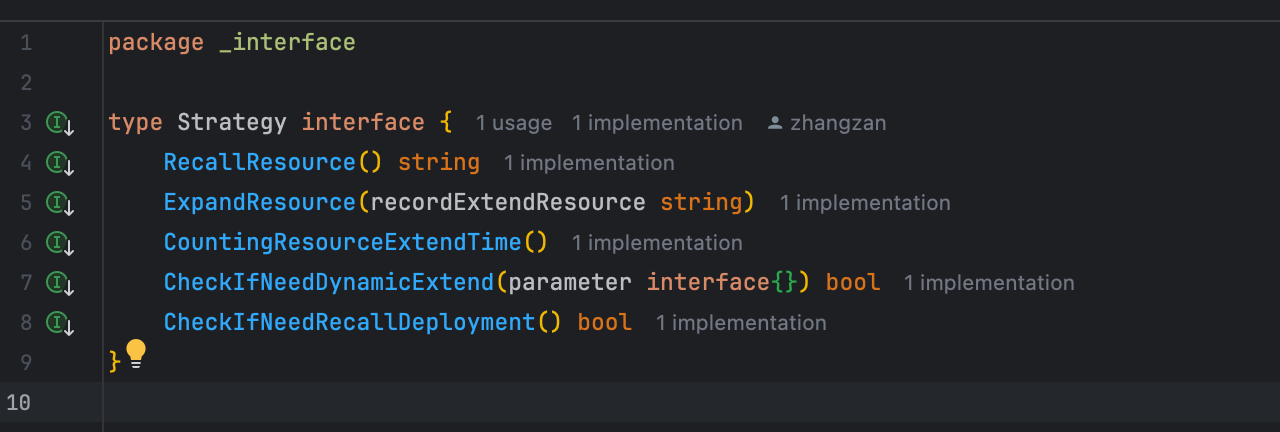 1 package _interface
2
3 type Strategy interface { 1 usage 1 implementation zhangzan
4 RecallResource() string 1 implementation
5 ExpandResource(recordExtendResource string) 1 implementation
6 CountingResourceExtendTime() 1 implementation
7 CheckIfNeedDynamicExtend(parameter interface{}) bool 1 implementation
8 CheckIfNeedRecallDeployment() bool 1 implementation
9 }
10